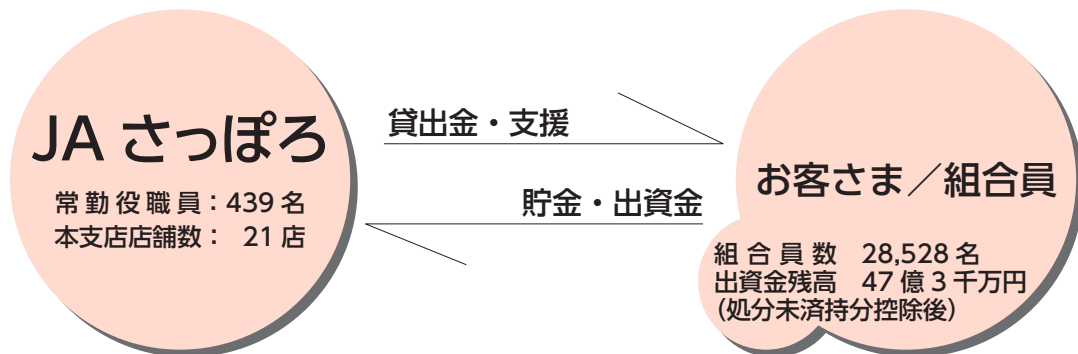 JA さっぽろ
常勤役職員：439 名
本支店店舗数： 21 店
貸出金・支援
貯金・出資金
お客さま／組合員
組合員数 28,528 名
出資金残高 47 億 3 千万円
（処分未済持分控除後）